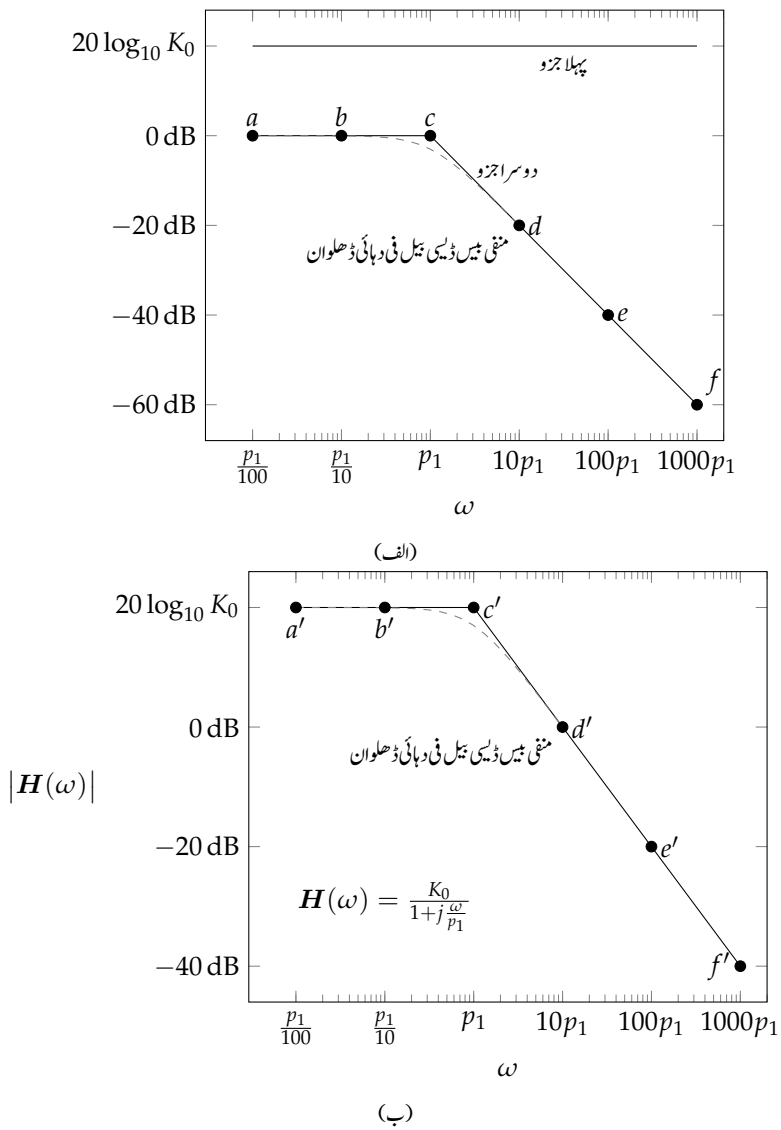 20 log₁₀ K₀
پہلا جزو
a b c
0 dB
دوسرا جزو
−20 dB
d
منفی بیس ڈیسی بیل فی دہائی ڈھلوان
−40 dB
e
f
−60 dB
p₁/100 p₁/10 p₁ 10p₁ 100p₁ 1000p₁
ω
(الف)
20 log₁₀ K₀
a′ b′ c′
0 dB
d′
منفی بیس ڈیسی بیل فی دہائی ڈھلوان
|H(ω)|
−20 dB
e′
H(ω) = K₀/(1+j ω/p₁)
−40 dB
f′
p₁/100 p₁/10 p₁ 10p₁ 100p₁ 1000p₁
ω
(ب)